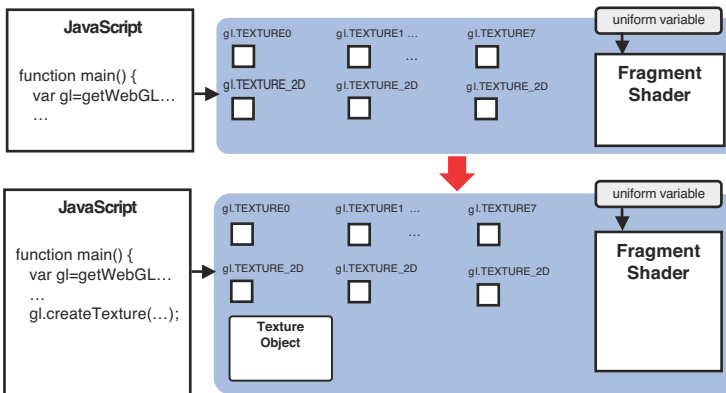 JavaScript
function main() {
var gl=getWebGL…
…
gl.TEXTURE0 gl.TEXTURE1 … gl.TEXTURE7
…
gl.TEXTURE_2D gl.TEXTURE_2D gl.TEXTURE_2D
uniform variable
Fragment
Shader
JavaScript
function main() {
var gl=getWebGL…
…
gl.createTexture(…);
gl.TEXTURE0 gl.TEXTURE1 … gl.TEXTURE7
…
gl.TEXTURE_2D gl.TEXTURE_2D gl.TEXTURE_2D
Texture
Object
uniform variable
Fragment
Shader